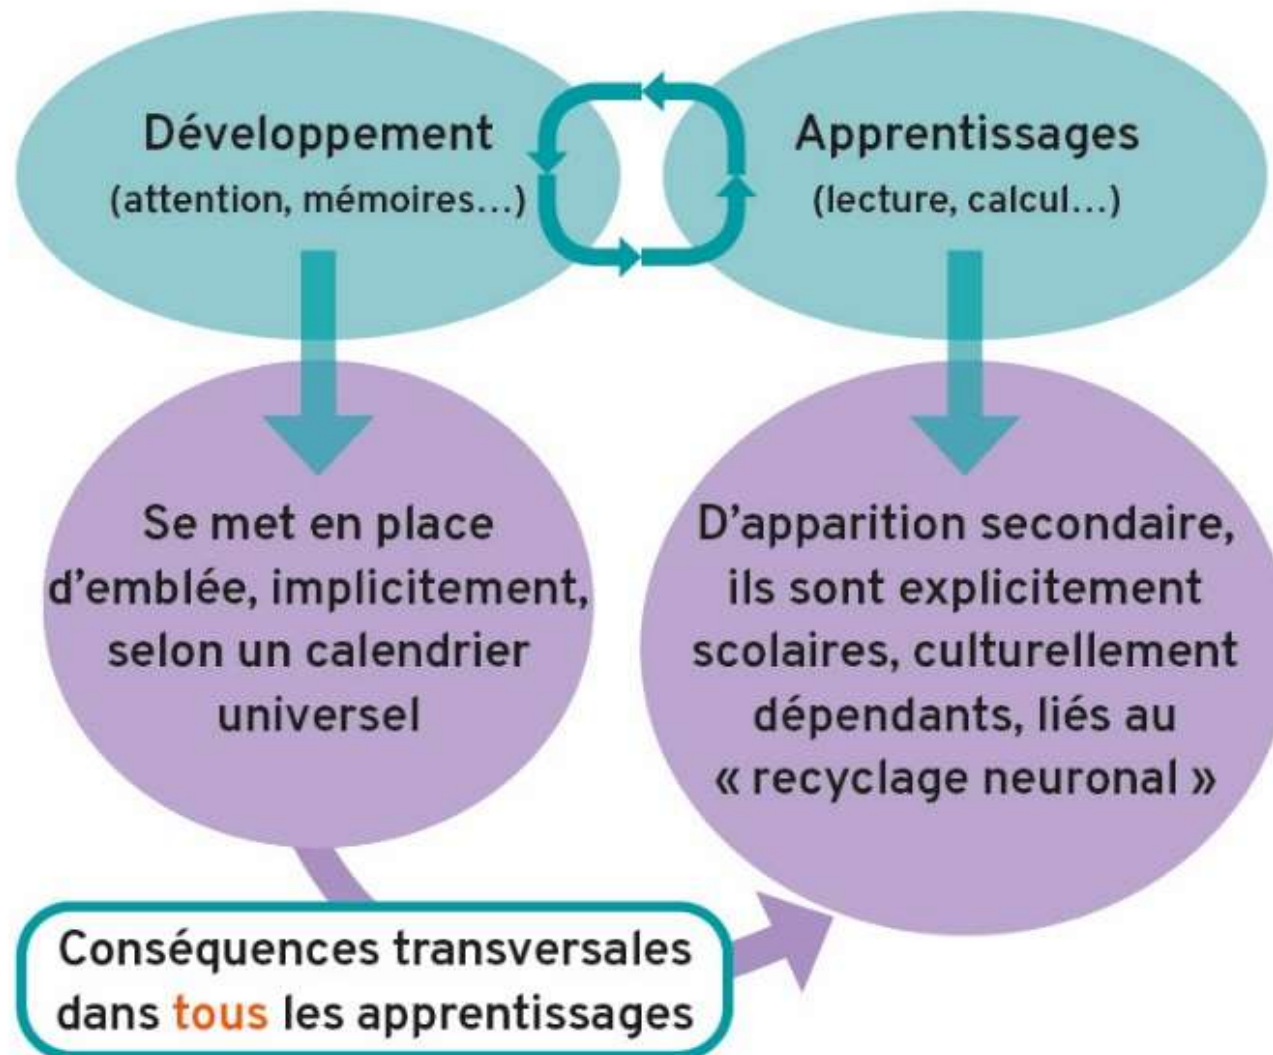 Développement
(attention, mémoires...)
Apprentissages
(lecture, calcul...)
Se met en place
d'emblée, implicitement,
selon un calendrier
universel
D'apparition secondaire,
ils sont explicitement
scolaires, culturellement
dépendants, liés au
« recyclage neuronal »
Conséquences transversales
dans tous les apprentissages